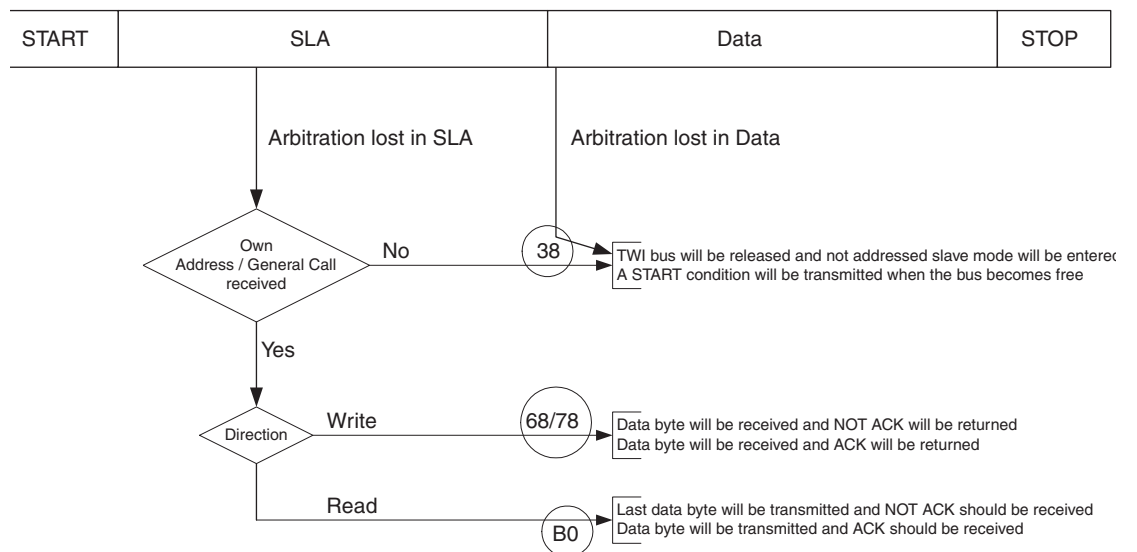 START SLA Data STOP
Arbitration lost in SLA Arbitration lost in Data
Own
Address / General Call
received
No
38
TWI bus will be released and not addressed slave mode will be entered
A START condition will be transmitted when the bus becomes free
Yes
Direction
Write
68/78
Data byte will be received and NOT ACK will be returned
Data byte will be received and ACK will be returned
Read
B0
Last data byte will be transmitted and NOT ACK should be received
Data byte will be transmitted and ACK should be received